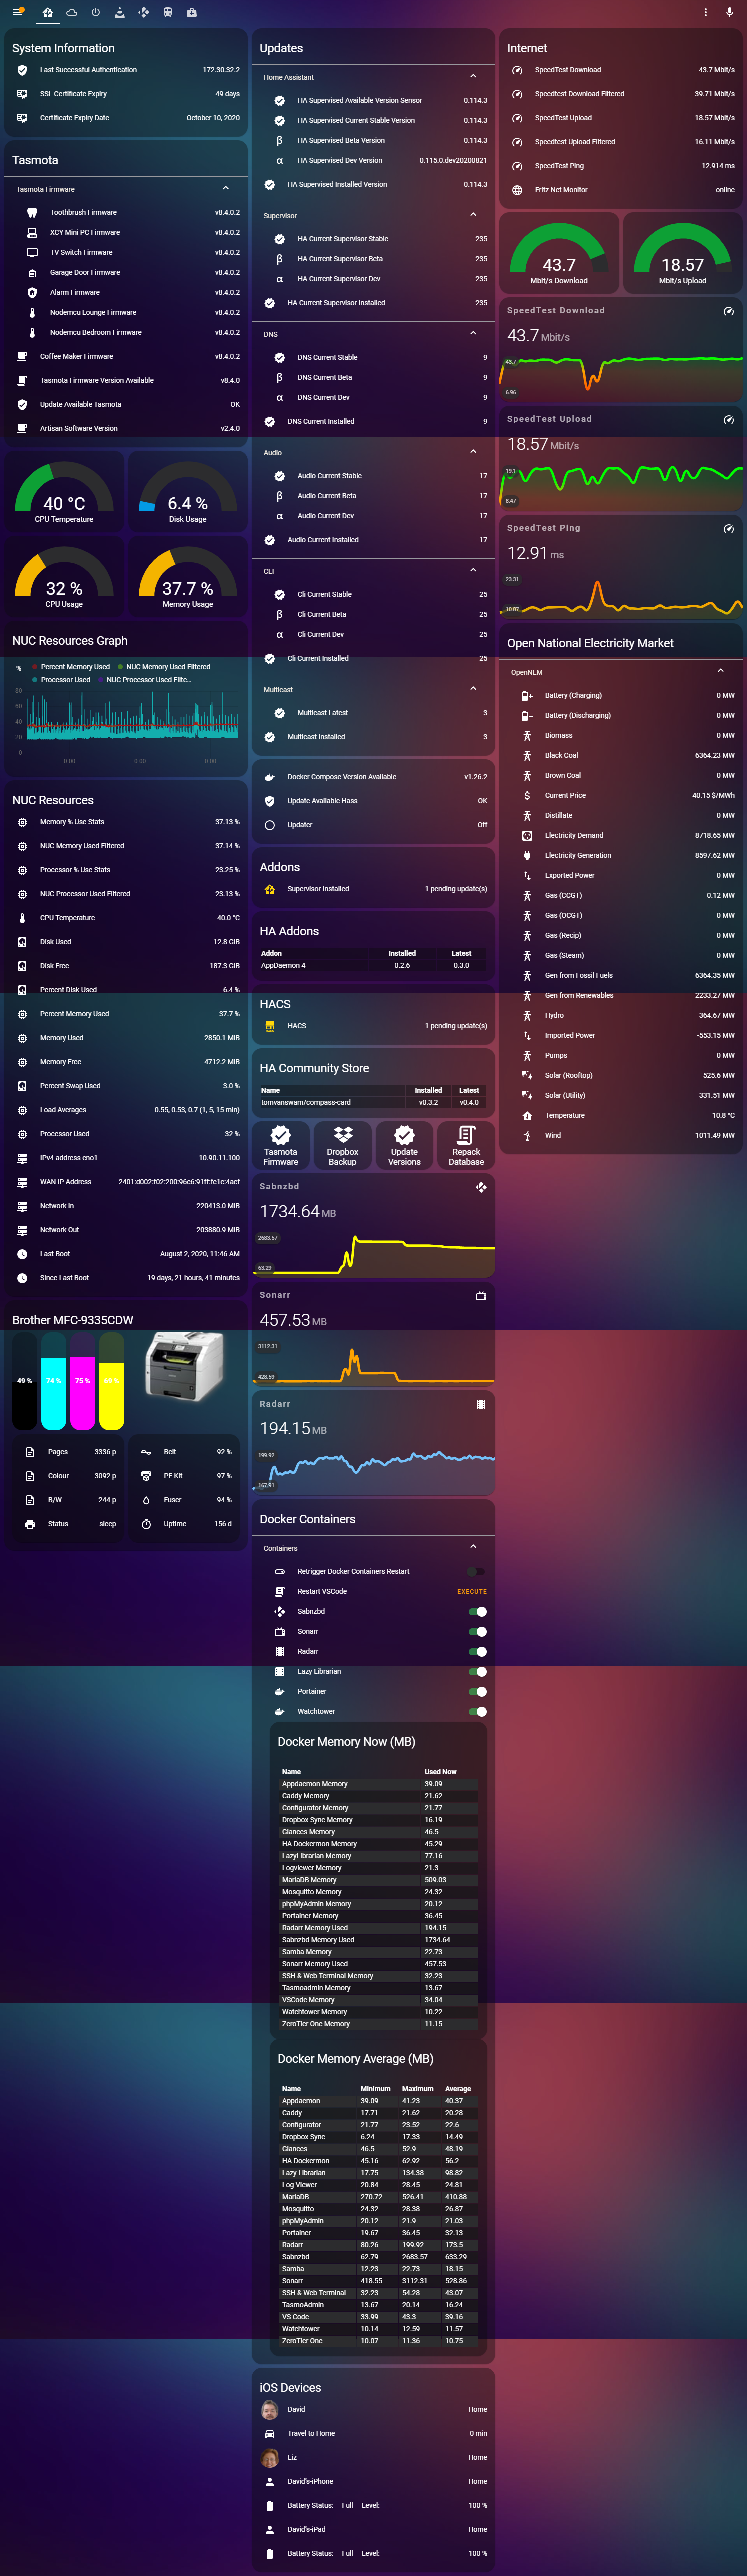 System Information
Last Successful Authentication 172.30.32.2
SSL Certificate Expiry 49 days
Certificate Expiry Date October 10, 2020
Tasmota
Tasmota Firmware
Toothbrush Firmware v8.4.0.2
XCY Mini PC Firmware v8.4.0.2
TV Switch Firmware v8.4.0.2
Garage Door Firmware v8.4.0.2
Alarm Firmware v8.4.0.2
Nodemcu Lounge Firmware v8.4.0.2
Nodemcu Bedroom Firmware v8.4.0.2
Coffee Maker Firmware v8.4.0.2
Tasmota Firmware Version Available v8.4.0
Update Available Tasmota OK
Artisan Software Version v2.4.0
40 °C
CPU Temperature
6.4 %
Disk Usage
32 %
CPU Usage
37.7 %
Memory Usage
NUC Resources Graph
%
Percent Memory Used NUC Memory Used Filtered
Processor Used NUC Processor Used Filte...
80
60
40
20
0
0:00 0:00 0:00
NUC Resources
Memory % Use Stats 37.13 %
NUC Memory Used Filtered 37.14 %
Processor % Use Stats 23.25 %
NUC Processor Used Filtered 23.13 %
CPU Temperature 40.0 °C
Disk Used 12.8 GiB
Disk Free 187.3 GiB
Percent Disk Used 6.4 %
Percent Memory Used 37.7 %
Memory Used 2850.1 MiB
Memory Free 4712.2 MiB
Percent Swap Used 3.0 %
Load Averages 0.55, 0.53, 0.7 (1, 5, 15 min)
Processor Used 32 %
IPv4 address eno1 10.90.11.100
WAN IP Address 2401:d002:f02:200:96c6:91ff:fe1c:4acf
Network In 220413.0 MiB
Network Out 203880.9 MiB
Last Boot August 2, 2020, 11:46 AM
Since Last Boot 19 days, 21 hours, 41 minutes
Brother MFC-9335CDW
49 % 74 % 75 %
Pages 3336 p
Colour 3092 p
B/W 244 p
Status sleep
Belt 92 %
PF Kit 97 %
Fuser 94 %
Uptime 156 d
Updates
Home Assistant
HA Supervised Available Version Sensor 0.114.3
HA Supervised Current Stable Version 0.114.3
β HA Supervised Beta Version 0.114.3
α HA Supervised Dev Version 0.115.0.dev20200821
HA Supervised Installed Version 0.114.3
Supervisor
HA Current Supervisor Stable 235
β HA Current Supervisor Beta 235
α HA Current Supervisor Dev 235
HA Current Supervisor Installed 235
DNS
DNS Current Stable 9
β DNS Current Beta 9
α DNS Current Dev 9
DNS Current Installed 9
Audio
Audio Current Stable 17
β Audio Current Beta 17
α Audio Current Dev 17
Audio Current Installed 17
CLI
Cli Current Stable 25
β Cli Current Beta 25
α Cli Current Dev 25
Cli Current Installed 25
Multicast
Multicast Latest 3
Multicast Installed 3
Docker Compose Version Available v1.26.2
Update Available Hass OK
Updater Off
Addons
Supervisor Installed 1 pending update(s)
HA Addons
Addon Installed Latest
AppDaemon 4 0.2.6 0.3.0
HACS
HACS 1 pending update(s)
HA Community Store
Name Installed Latest
tomvanswam/compass-card v0.3.2 v0.4.0
Tasmota Firmware
Dropbox Backup
Update Versions
Repack Database
Sabnzbd
1734.64 MB
2683.57
63.29
Sonarr
457.53 MB
3112.31
428.59
Radarr
194.15 MB
199.92
167.91
Docker Containers
Containers
Retrigger Docker Containers Restart
Restart VSCode EXECUTE
Sabnzbd
Sonarr
Radarr
Lazy Librarian
Portainer
Watchtower
Docker Memory Now (MB)
Name Used Now
Appdaemon Memory 39.09
Caddy Memory 21.62
Configurator Memory 21.77
Dropbox Sync Memory 16.19
Glances Memory 46.5
HA Dockermon Memory 45.29
LazyLibrarian Memory 77.16
Logviewer Memory 21.3
MariaDB Memory 509.03
Mosquitto Memory 24.32
phpMyAdmin Memory 20.12
Portainer Memory 36.45
Radarr Memory Used 194.15
Sabnzbd Memory Used 1734.64
Samba Memory 22.73
Sonarr Memory Used 457.53
SSH & Web Terminal Memory 32.23
Tasmoadmin Memory 13.67
VSCode Memory 34.04
Watchtower Memory 10.22
ZeroTier One Memory 11.15
Docker Memory Average (MB)
Name Minimum Maximum Average
Appdaemon 39.09 41.23 40.37
Caddy 17.71 21.62 20.28
Configurator 21.77 23.52 22.6
Dropbox Sync 6.24 17.33 14.49
Glances 46.5 52.9 48.19
HA Dockermon 45.16 62.92 56.2
Lazy Librarian 17.75 134.38 98.82
Log Viewer 20.84 28.45 24.81
MariaDB 270.72 526.41 410.88
Mosquitto 24.32 28.38 26.87
phpMyAdmin 20.12 21.9 21.03
Portainer 19.67 36.45 32.13
Radarr 80.26 199.92 173.5
Sabnzbd 62.79 2683.57 633.29
Samba 12.23 22.73 18.15
Sonarr 418.55 3112.31 528.86
SSH & Web Terminal 32.23 54.28 43.07
TasmoAdmin 13.67 20.14 16.24
VS Code 33.99 43.3 39.16
Watchtower 10.14 12.59 11.57
ZeroTier One 10.07 11.36 10.75
iOS Devices
David Home
Travel to Home 0 min
Liz Home
David's-iPhone Home
Battery Status: Full Level: 100 %
David's-iPad Home
Battery Status: Full Level: 100 %
Internet
SpeedTest Download 43.7 Mbit/s
Speedtest Download Filtered 39.71 Mbit/s
SpeedTest Upload 18.57 Mbit/s
Speedtest Upload Filtered 16.11 Mbit/s
SpeedTest Ping 12.914 ms
Fritz Net Monitor online
43.7
Mbit/s Download
18.57
Mbit/s Upload
SpeedTest Download
43.7 Mbit/s
43.7
6.96
SpeedTest Upload
18.57 Mbit/s
19.1
8.47
SpeedTest Ping
12.91 ms
23.31
Open National Electricity Market
OpenNEM
Battery (Charging) 0 MW
Battery (Discharging) 0 MW
Biomass 0 MW
Black Coal 6364.23 MW
Brown Coal 0 MW
Current Price 40.15 $/MWh
Distillate 0 MW
Electricity Demand 8718.65 MW
Electricity Generation 8597.62 MW
Exported Power 0 MW
Gas (CCGT) 0.12 MW
Gas (OCGT) 0 MW
Gas (Recip) 0 MW
Gas (Steam) 0 MW
Gen from Fossil Fuels 6364.35 MW
Gen from Renewables 2233.27 MW
Hydro 364.67 MW
Imported Power -553.15 MW
Pumps 0 MW
Solar (Rooftop) 525.6 MW
Solar (Utility) 331.51 MW
Temperature 10.8 °C
Wind 1011.49 MW